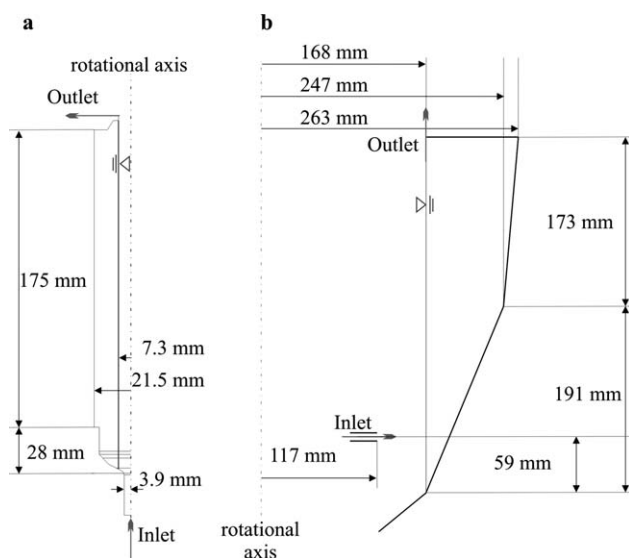 a
rotational axis
Outlet
175 mm
7.3 mm
21.5 mm
28 mm
3.9 mm
Inlet
b
168 mm
247 mm
263 mm
Outlet
173 mm
191 mm
Inlet
117 mm
59 mm
rotational
axis